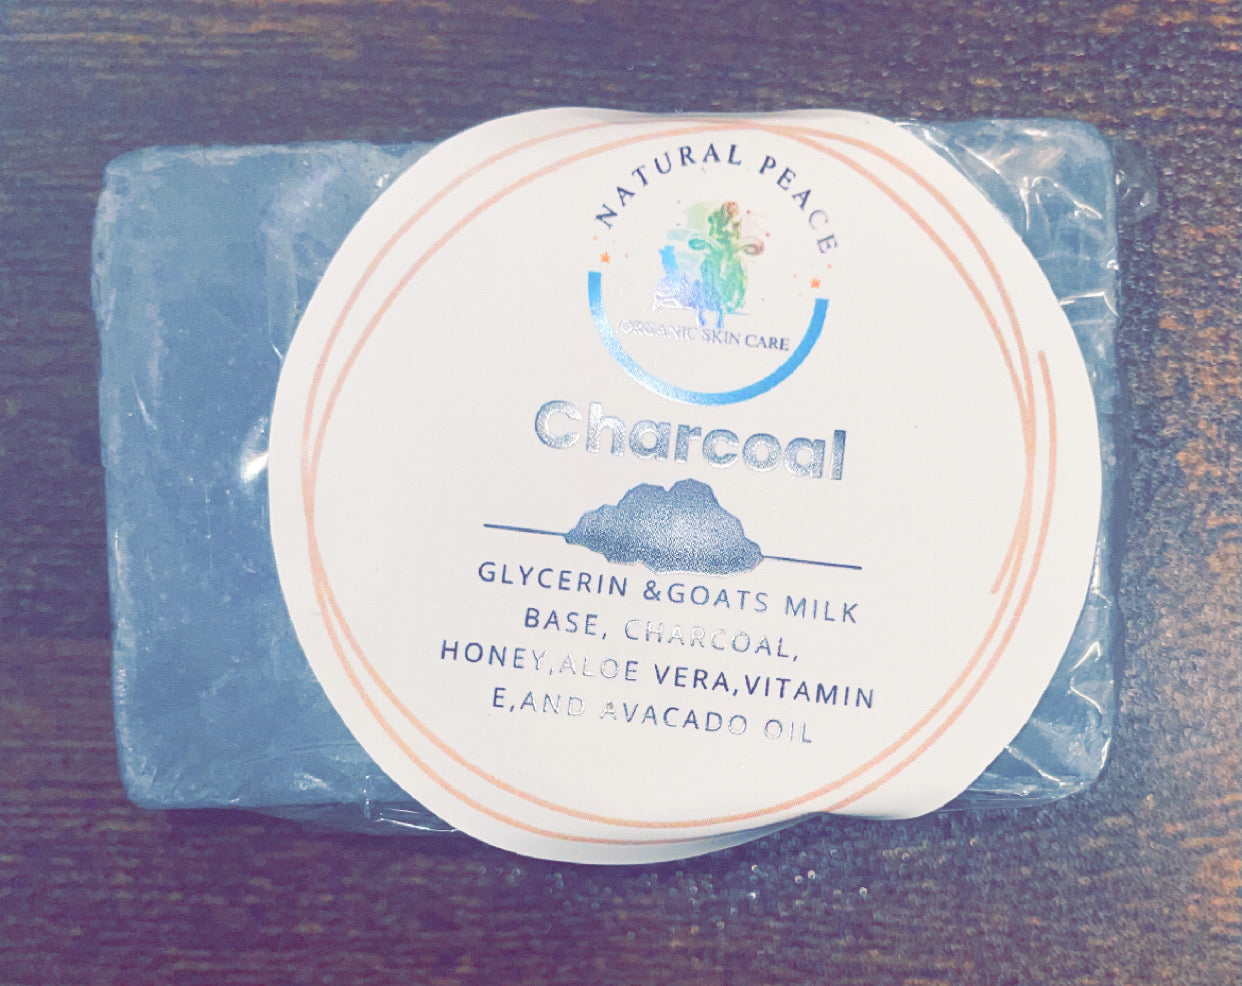 NATURAL PEACE
ORGANIC SKIN CARE
Charcoal
GLYCERIN &GOATS MILK
BASE, CHARCOAL,
HONEY,ALOE VERA,VITAMIN
E,AND AVACADO OIL